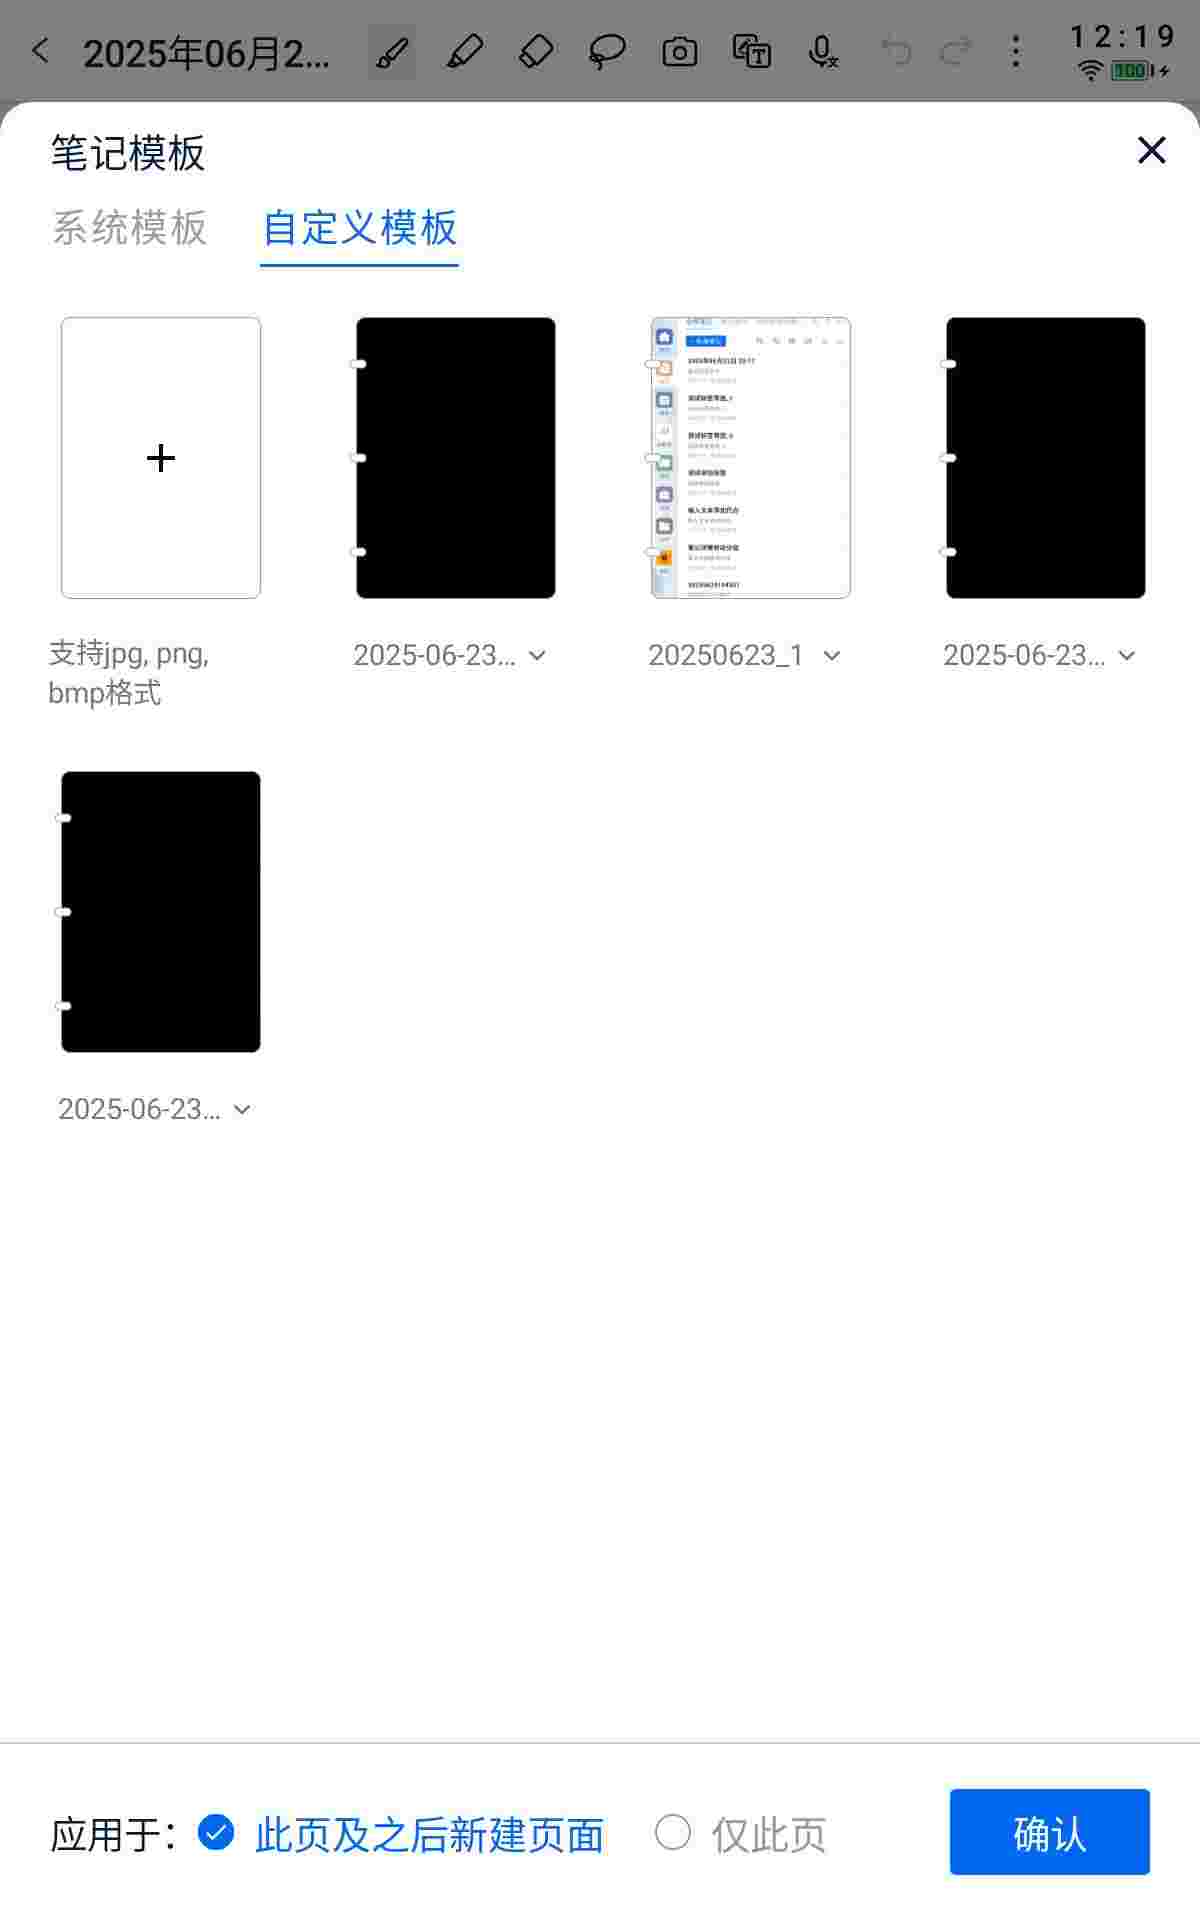 2025年06月2...
12:19
100
笔记模板
系统模板
自定义模板
支持jpg, png,
bmp格式
2025-06-23...
20250623_1
2025-06-23...
2025-06-23...
应用于：
此页及之后新建页面
仅此页
确认